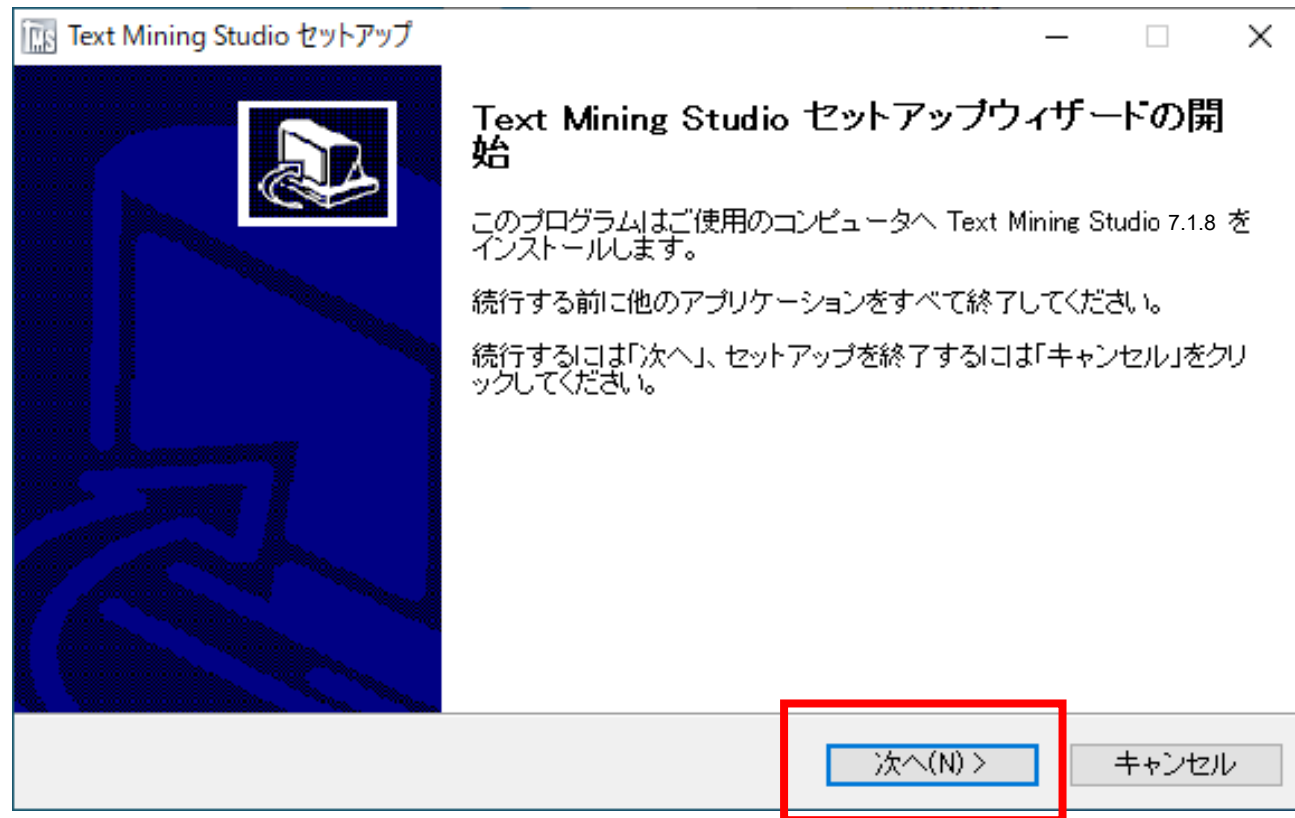 Text Mining Studio セットアップ
Text Mining Studio セットアップウィザードの開
始
このプログラムはご使用のコンピュータへ Text Mining Studio 7.1.8 を
インストールします。
続行する前に他のアプリケーションをすべて終了してください。
続行するには「次へ」、セットアップを終了するには「キャンセル」をクリ
ックしてください。
次へ(N) >
キャンセル